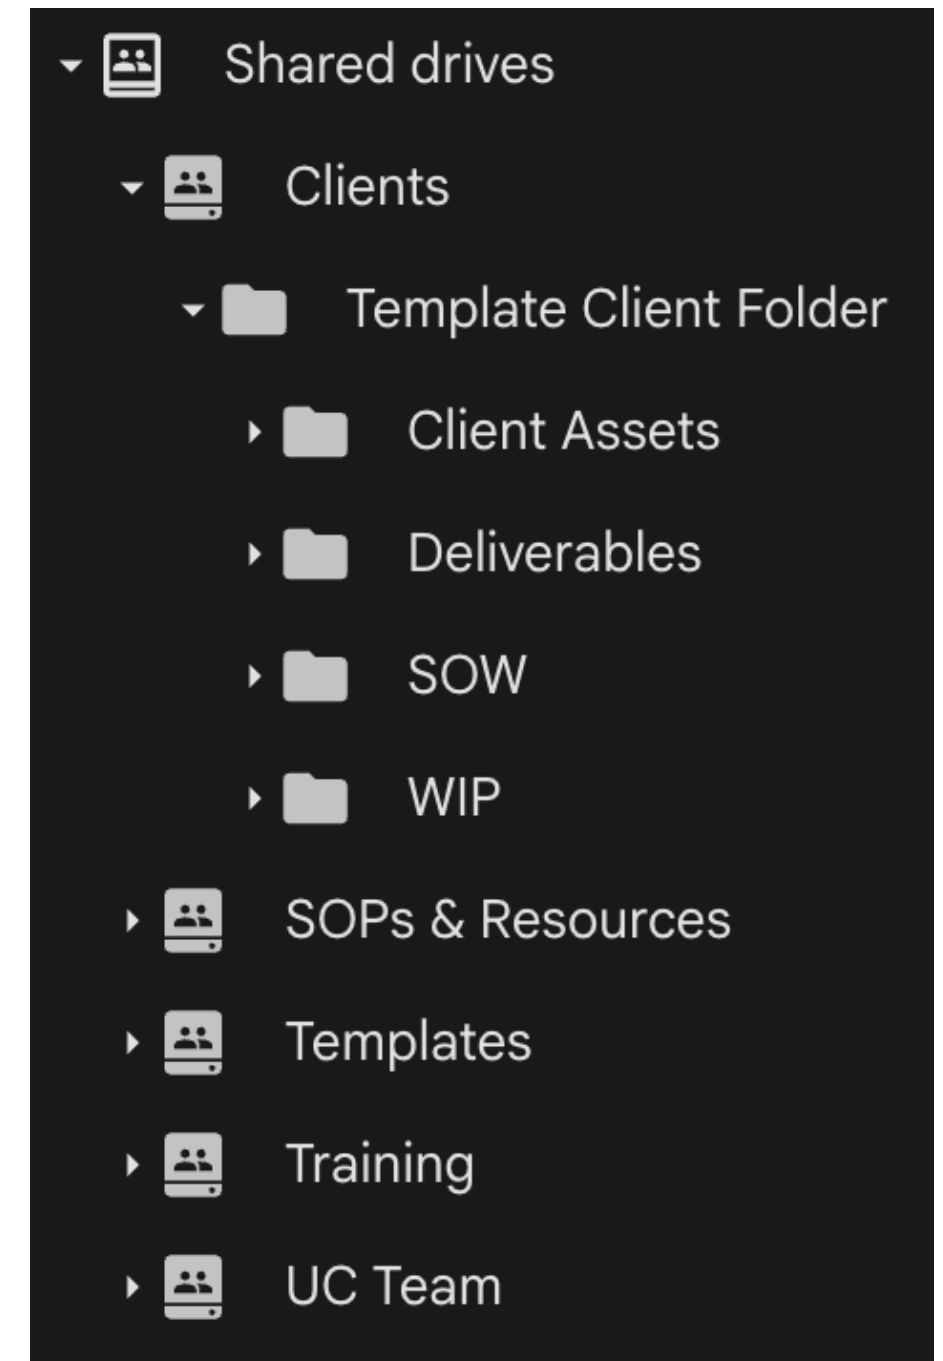 Shared drives
Clients
Template Client Folder
Client Assets
Deliverables
SOW
WIP
SOPs & Resources
Templates
Training
UC Team